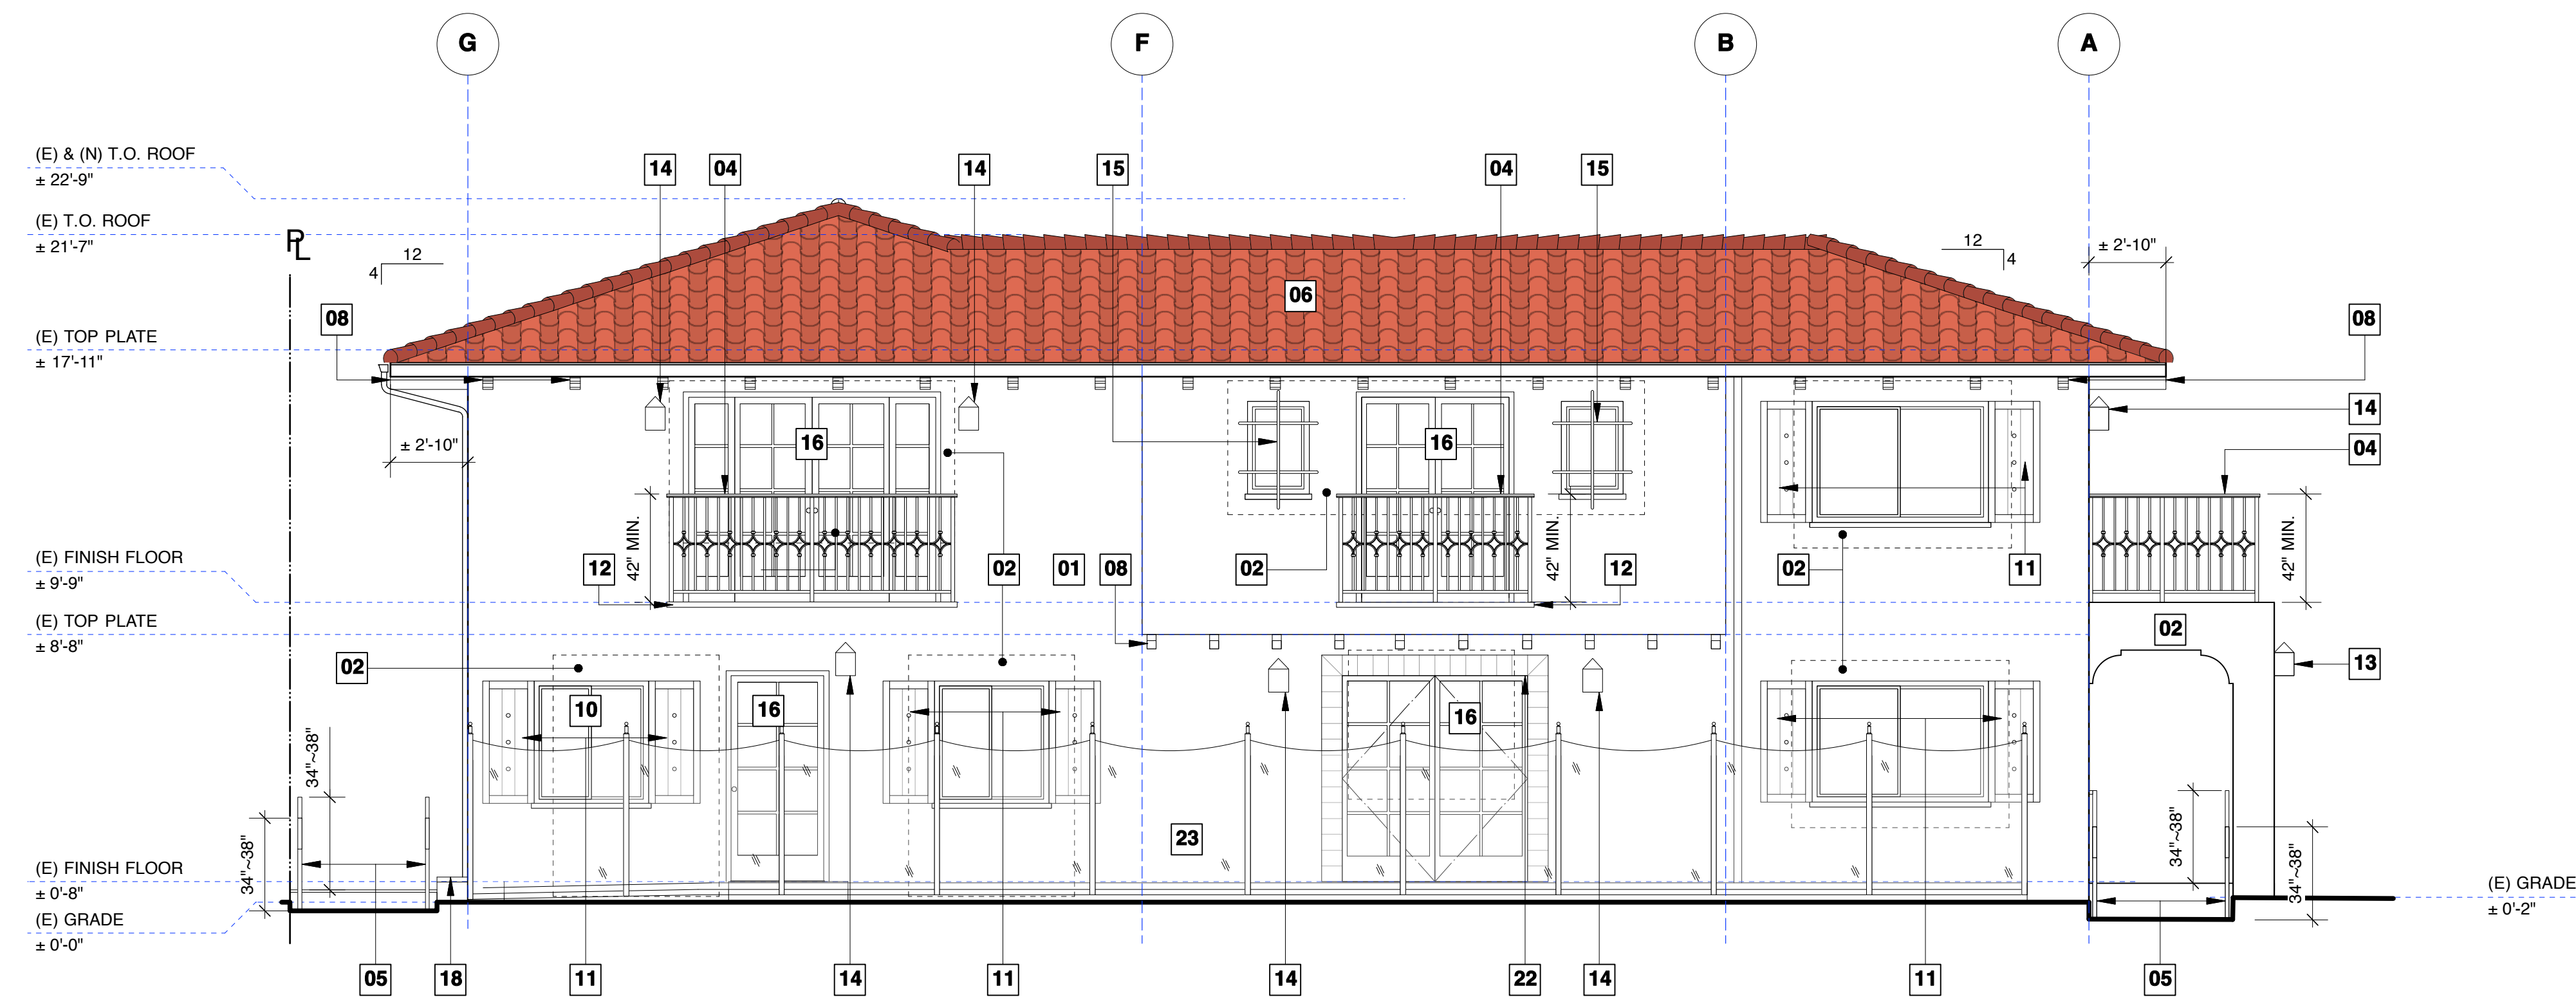 G F B A
(E) & (N) T.O. ROOF
± 22'-9"
14 04 14 15 04 15
(E) T.O. ROOF
± 21'-7"
PL
12
4
12
4
± 2'-10"
06
08
08
(E) TOP PLATE
± 17'-11"
14
± 2'-10"
16
16
04
42" MIN.
42" MIN.
42" MIN.
(E) FINISH FLOOR
± 9'-9"
12 02 01 08 02 12 02 11
(E) TOP PLATE
± 8'-8"
02
02
13
10 16 16
34"~38"
34"~38"
23
34"~38"
34"~38"
(E) FINISH FLOOR
± 0'-8"
(E) GRADE
± 0'-0"
(E) GRADE
± 0'-2"
05 18 11 14 11 14 22 14 11 05